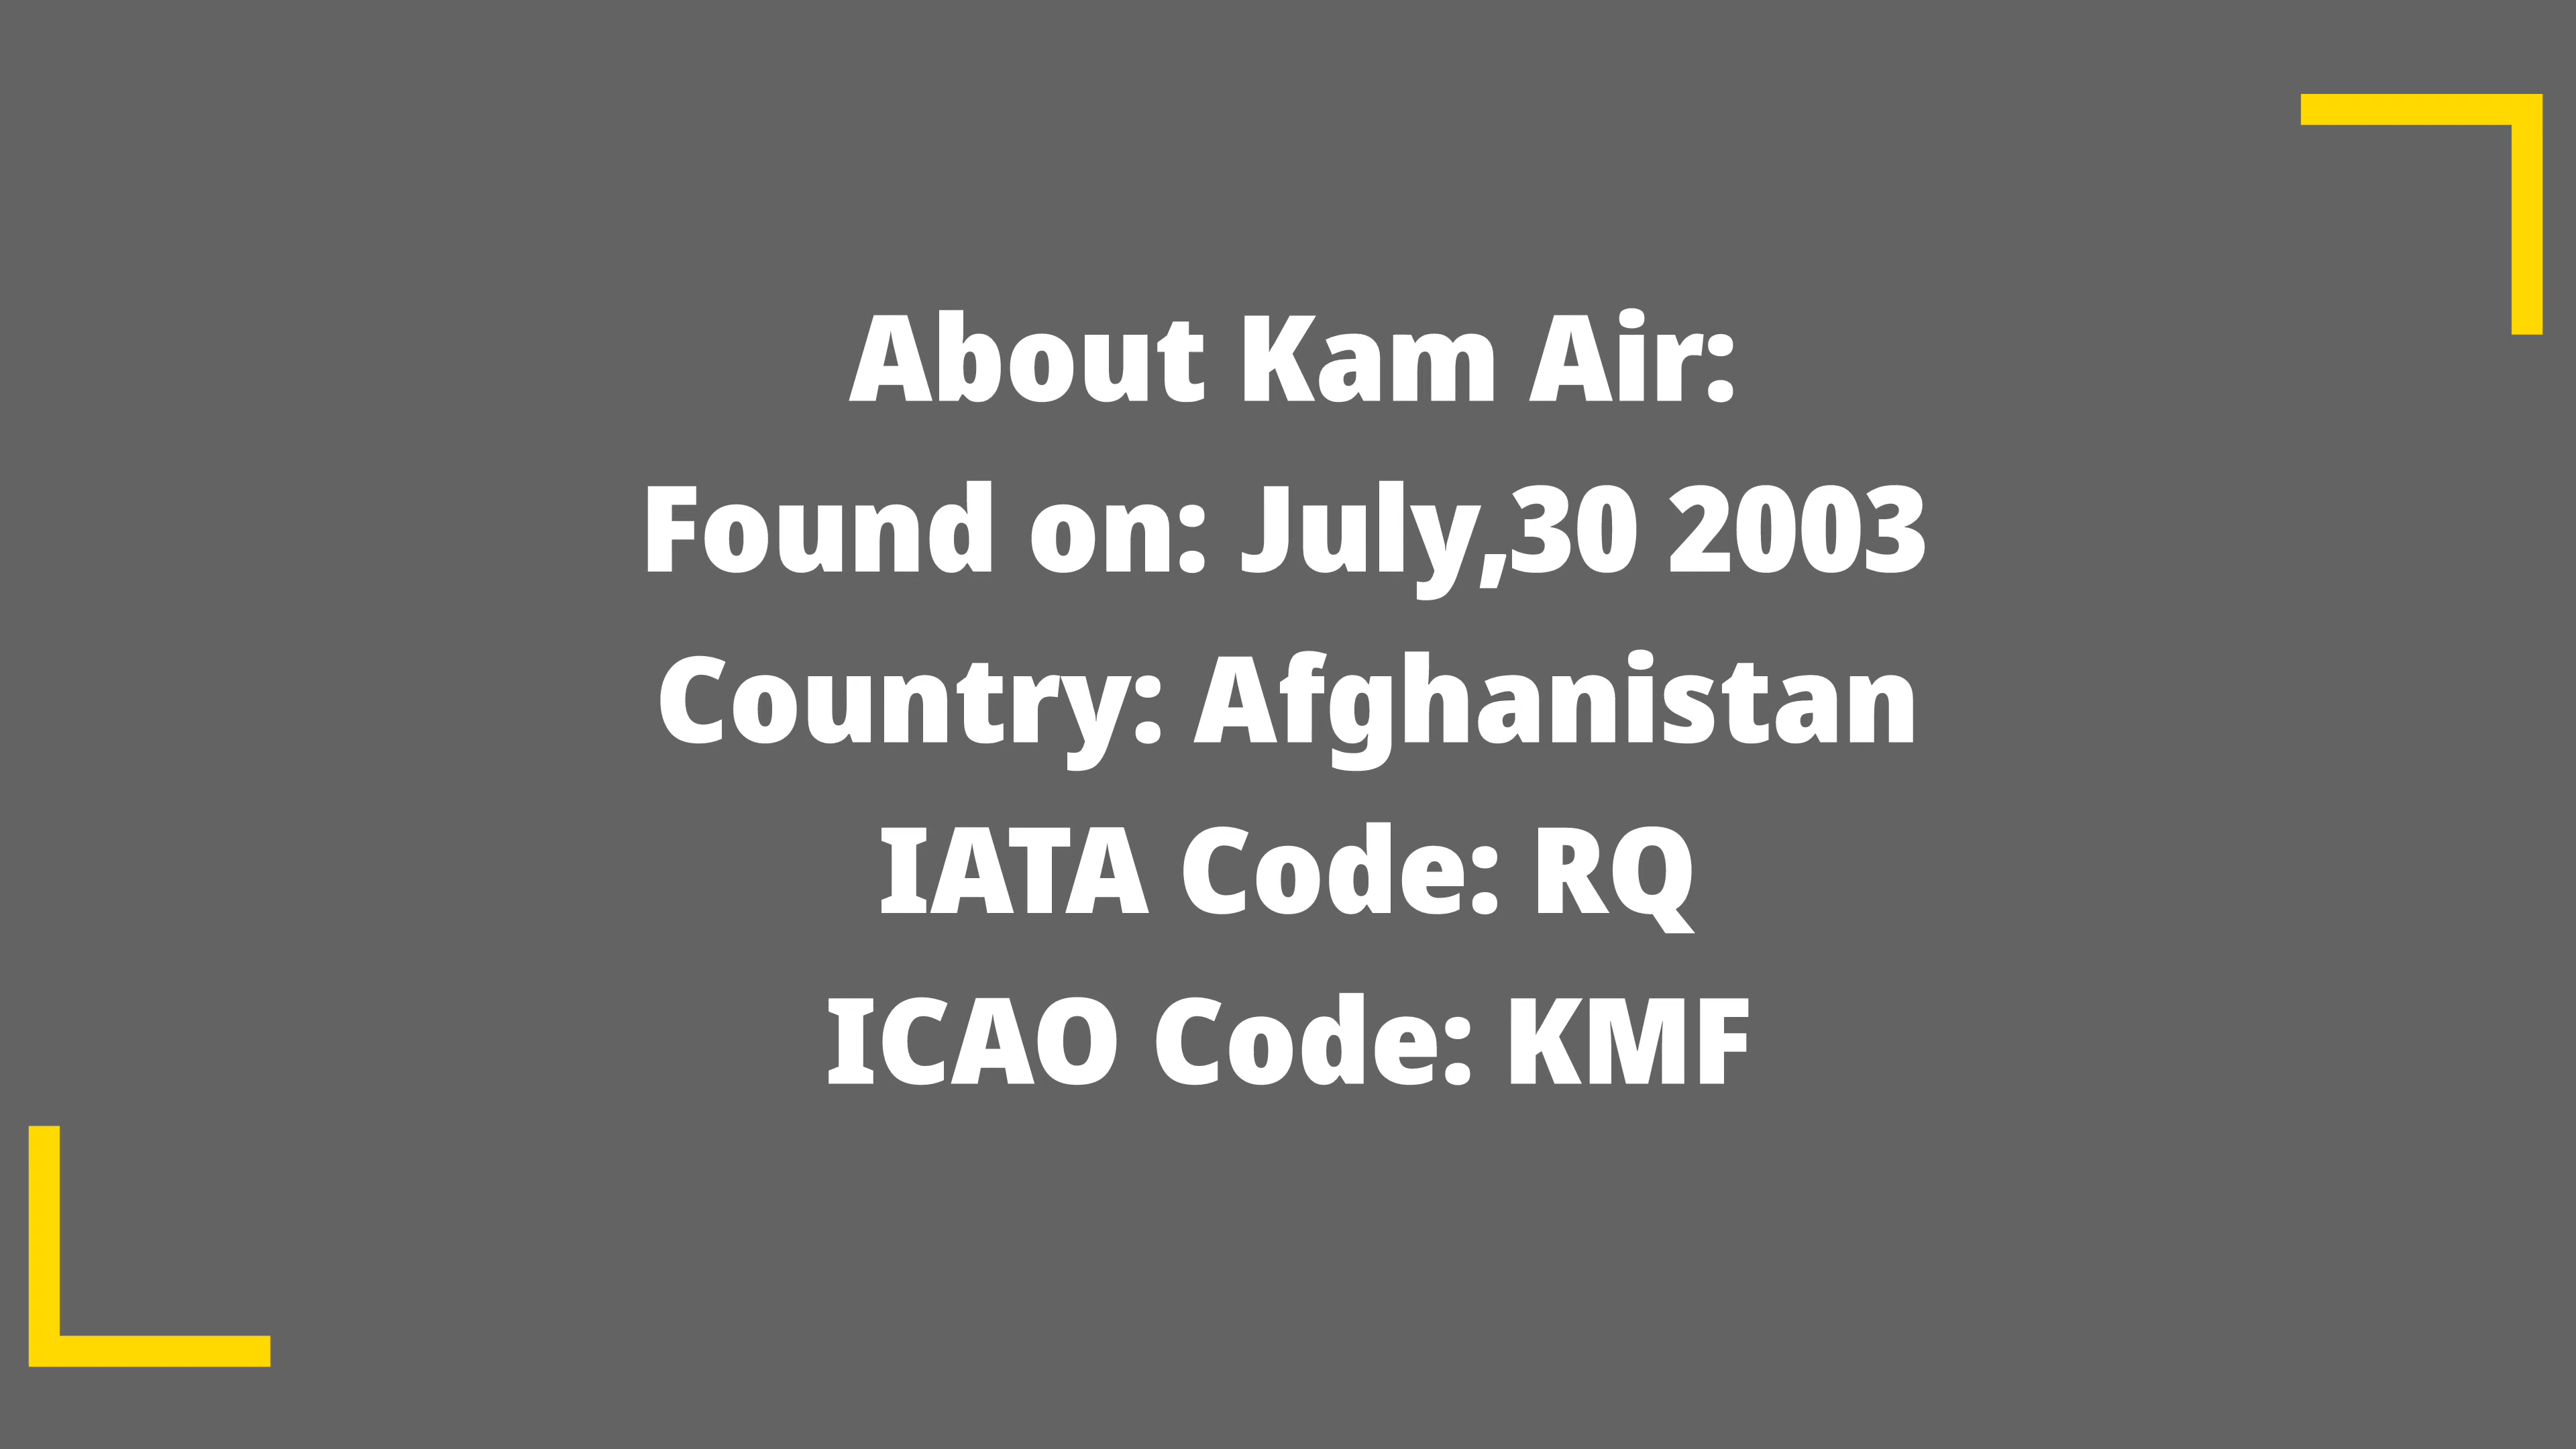 About Kam Air:
Found on: July,30 2003
Country: Afghanistan
IATA Code: RQ
ICAO Code: KMF